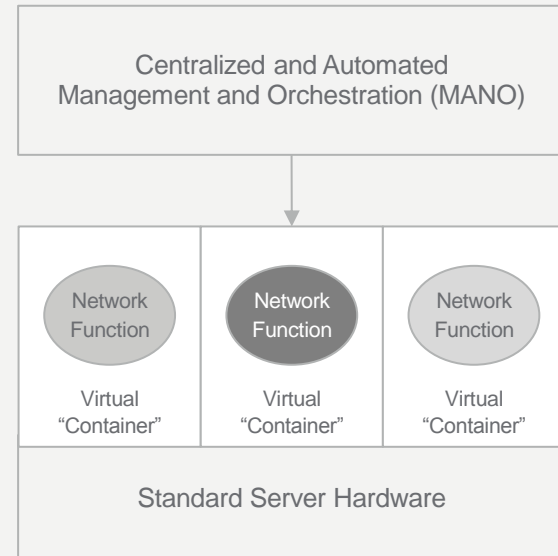 Centralized and Automated
Management and Orchestration (MANO)
Network
Function
Virtual
“Container”
Network
Function
Virtual
“Container”
Network
Function
Virtual
“Container”
Standard Server Hardware